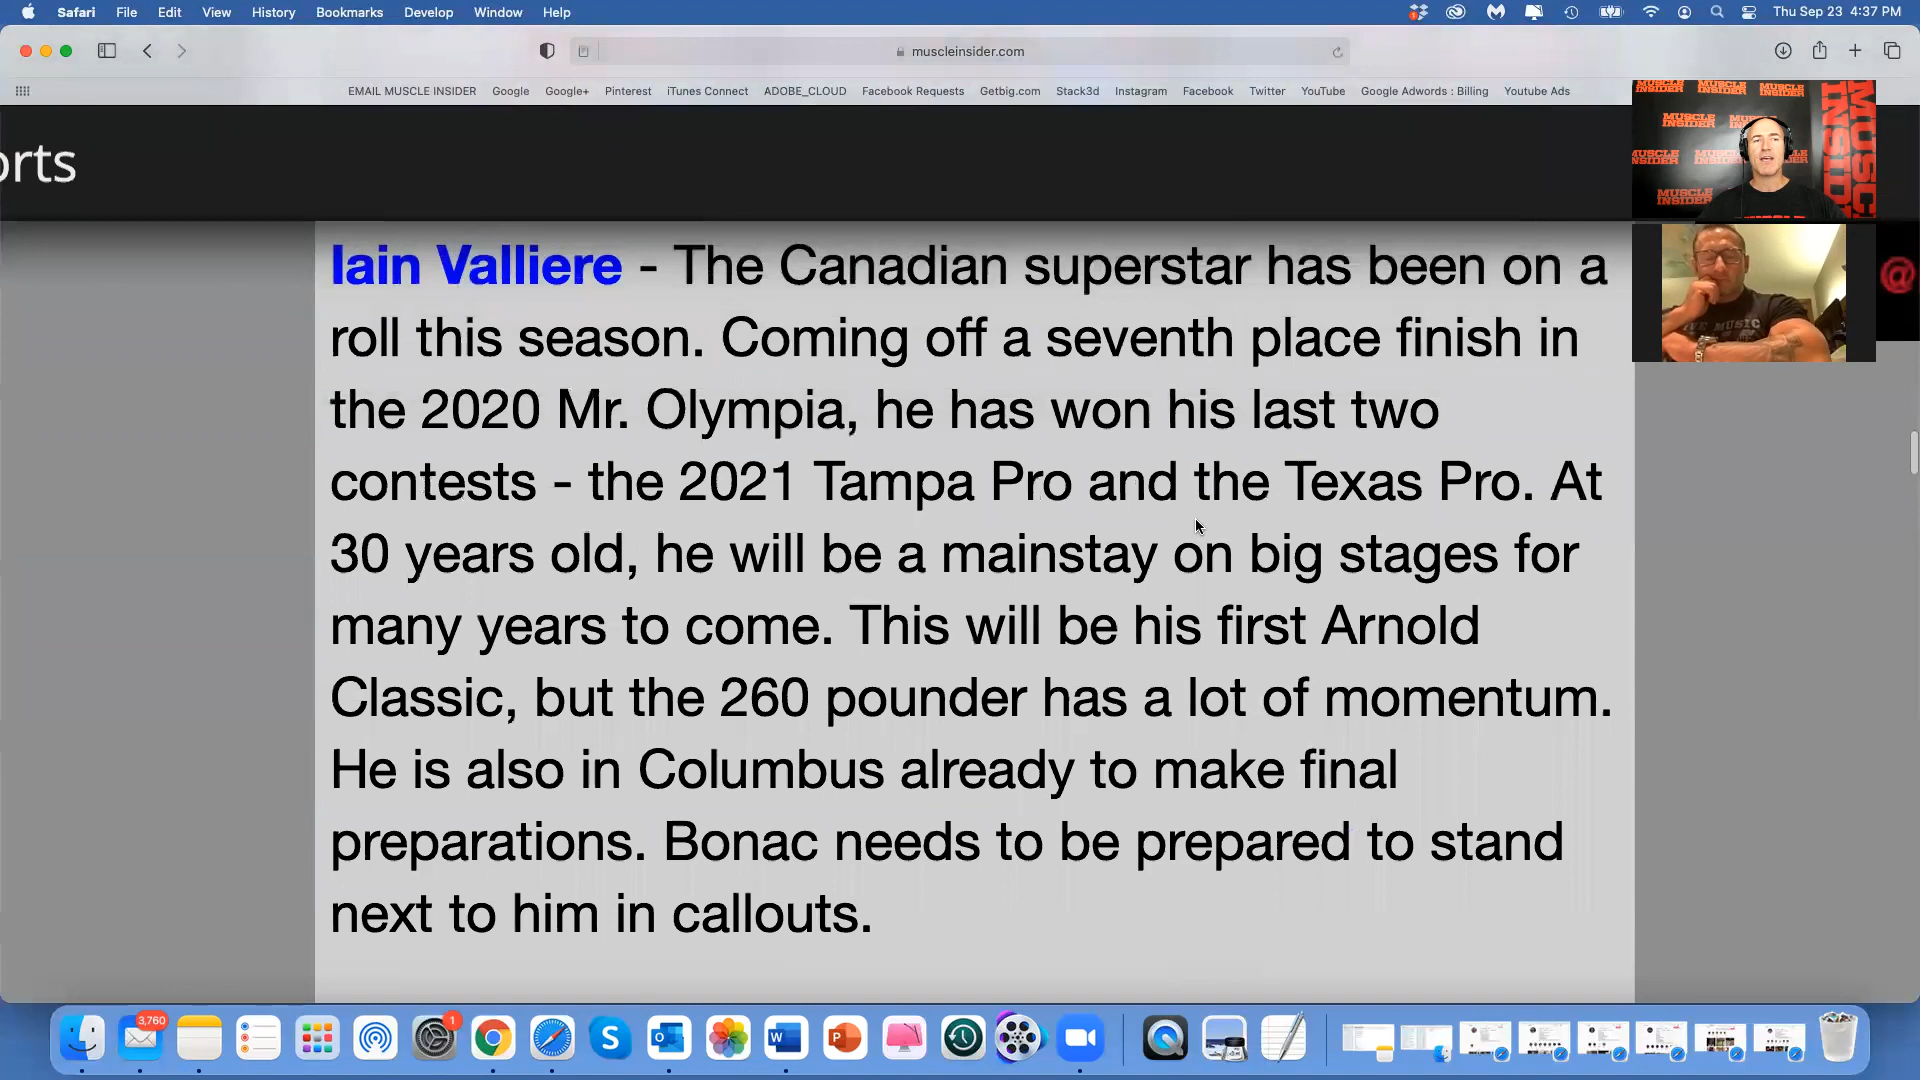 Safari File Edit View History Bookmarks Develop Window Help Thu Sep 23 4:37 PM
muscleinsider.com
EMAIL MUSCLE INSIDER Google Google+ Pinterest iTunes Connect ADOBE_CLOUD Facebook Requests Getbig.com Stack3d Instagram Facebook Twitter YouTube Google Adwords : Billing Youtube Ads
orts
MUSCLE INSIDER
Iain Valliere - The Canadian superstar has been on a
roll this season. Coming off a seventh place finish in
the 2020 Mr. Olympia, he has won his last two
contests - the 2021 Tampa Pro and the Texas Pro. At
30 years old, he will be a mainstay on big stages for
many years to come. This will be his first Arnold
Classic, but the 260 pounder has a lot of momentum.
He is also in Columbus already to make final
preparations. Bonac needs to be prepared to stand
next to him in callouts.
@
3,760
1
S
W
P